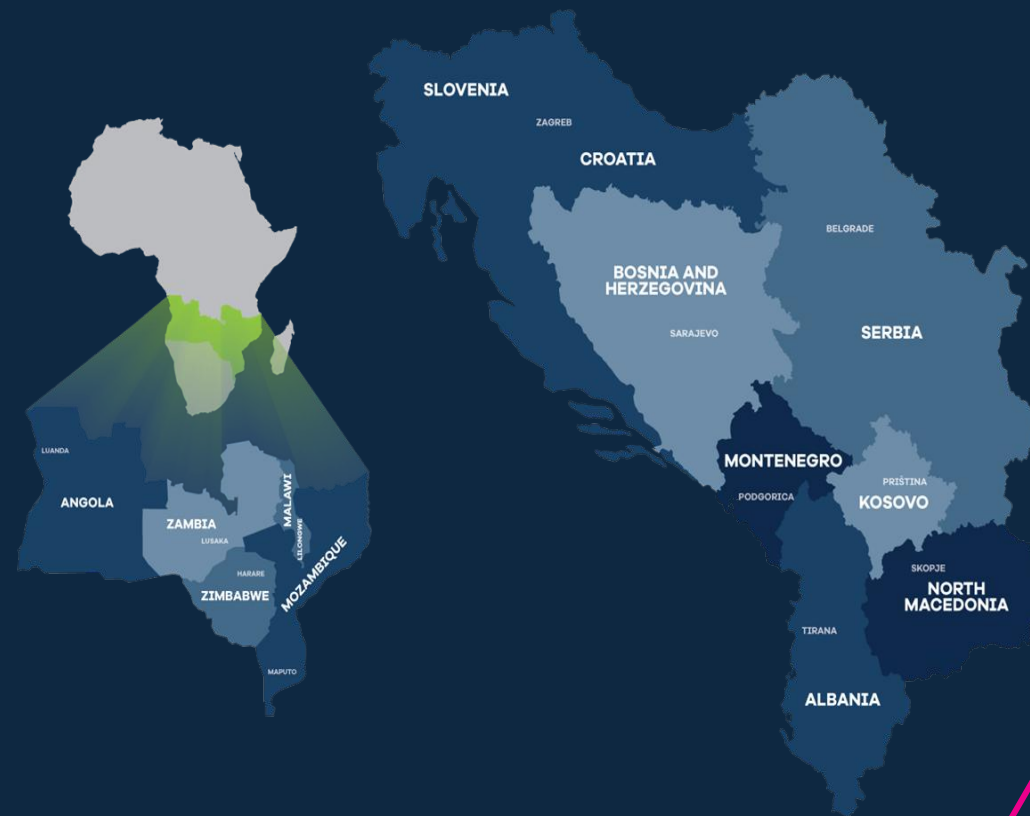 SLOVENIA
ZAGREB
CROATIA
BELGRADE
BOSNIA AND
HERZEGOVINA
SARAJEVO
SERBIA
MONTENEGRO
PODGORICA
PRIŠTINA
KOSOVO
SKOPJE
NORTH
MACEDONIA
TIRANA
ALBANIA
LUANDA
ANGOLA
ZAMBIA
LUSAKA
MALAWI
LILONGWE
HARARE
ZIMBABWE
MOZAMBIQUE
MAPUTO